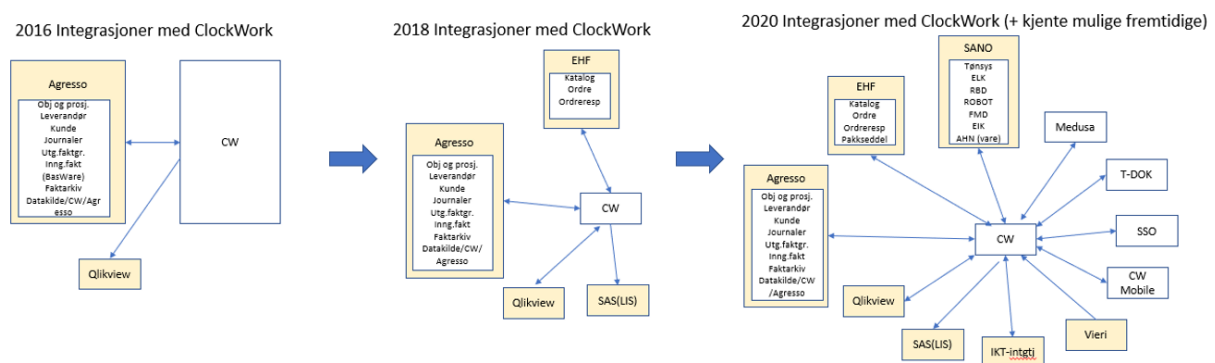 2016 Integrasjoner med ClockWork
Agresso
Obj og prosj.
Leverandør
Kunde
Journaler
Utg.faktgr.
Inng.fakt
(BasWare)
Faktarkiv
Datakilde/CW/Agr
esso
CW
Qlikview
2018 Integrasjoner med ClockWork
EHF
Katalog
Ordre
Ordreresp
Agresso
Obj og prosj.
Leverandør
Kunde
Journaler
Utg.faktgr.
Inng.fakt
Faktarkiv
Datakilde/CW/
Agresso
CW
Qlikview
SAS(LIS)
2020 Integrasjoner med ClockWork (+ kjente mulige fremtidige)
SANO
Tønsys
ELK
RBD
ROBOT
FMD
EIK
AHN (vare)
EHF
Katalog
Ordre
Ordreresp
Pakkseddel
Medusa
T-DOK
Agresso
Obj og prosj.
Leverandør
Kunde
Journaler
Utg.faktgr.
Inng.fakt
Faktarkiv
Datakilde/CW
/Agresso
CW
SSO
CW
Mobile
Qlikview
SAS(LIS)
IKT-intgtj
Vieri